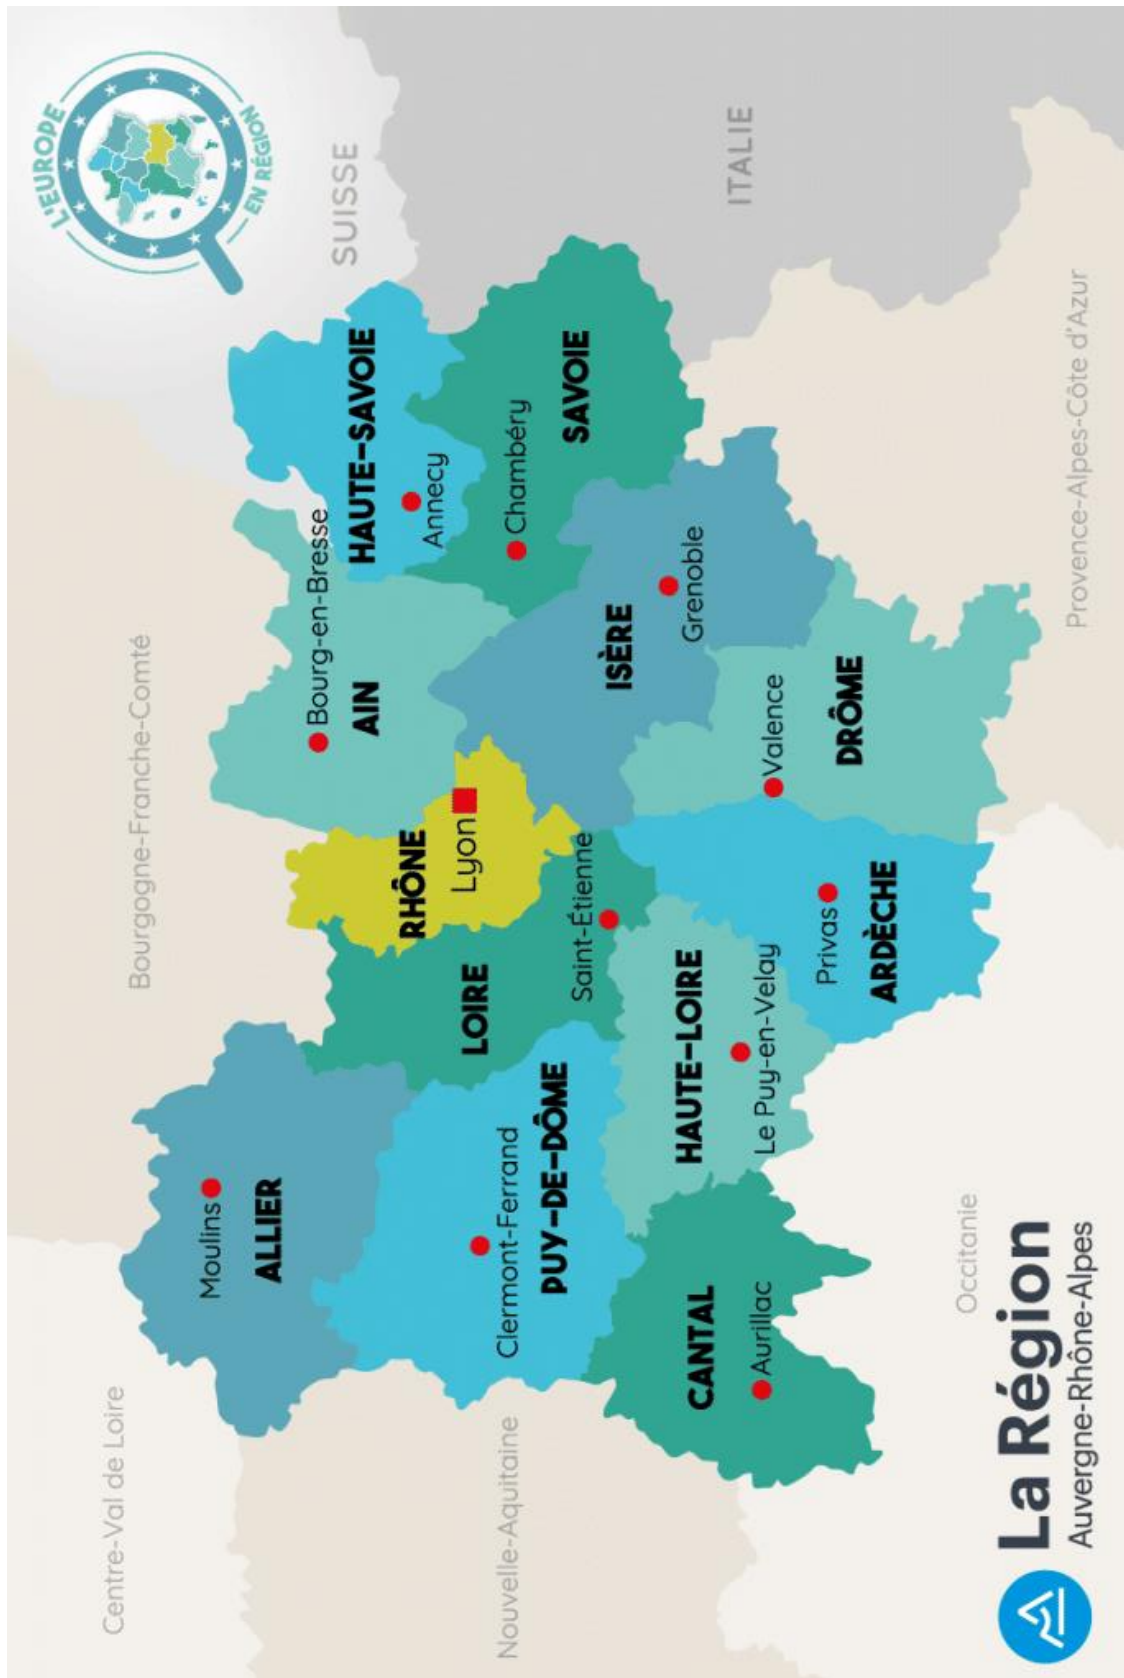 L'EUROPE
EN RÉGION
Centre-Val de Loire
Bourgogne-Franche-Comté
SUISSE
Moulins
ALLIER
Bourg-en-Bresse
AIN
HAUTE-SAVOIE
Annecy
RHÔNE
Lyon
LOIRE
Clermont-Ferrand
PUY-DE-DÔME
Chambéry
SAVOIE
ITALIE
Nouvelle-Aquitaine
Saint-Étienne
ISÈRE
Grenoble
CANTAL
Aurillac
HAUTE-LOIRE
Le Puy-en-Velay
Valence
DRÔME
Privas
ARDÈCHE
Occitanie
Provence-Alpes-Côte d'Azur
La Région
Auvergne-Rhône-Alpes